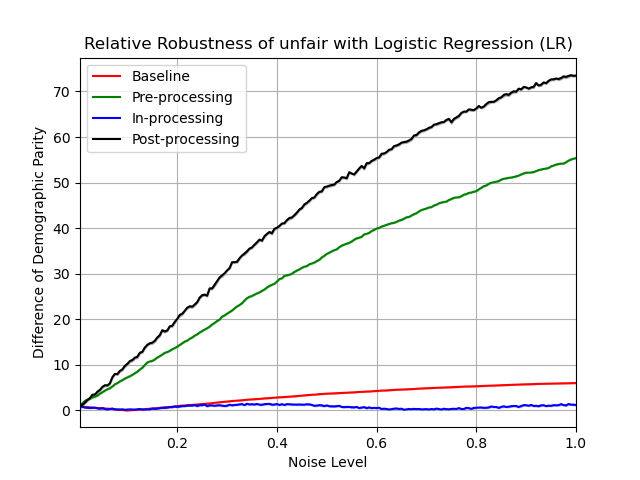 Relative Robustness of unfair with Logistic Regression (LR)
Baseline
Pre-processing
In-processing
Post-processing
Difference of Demographic Parity
70
60
50
40
30
20
10
0
0.2 0.4 0.6 0.8 1.0
Noise Level